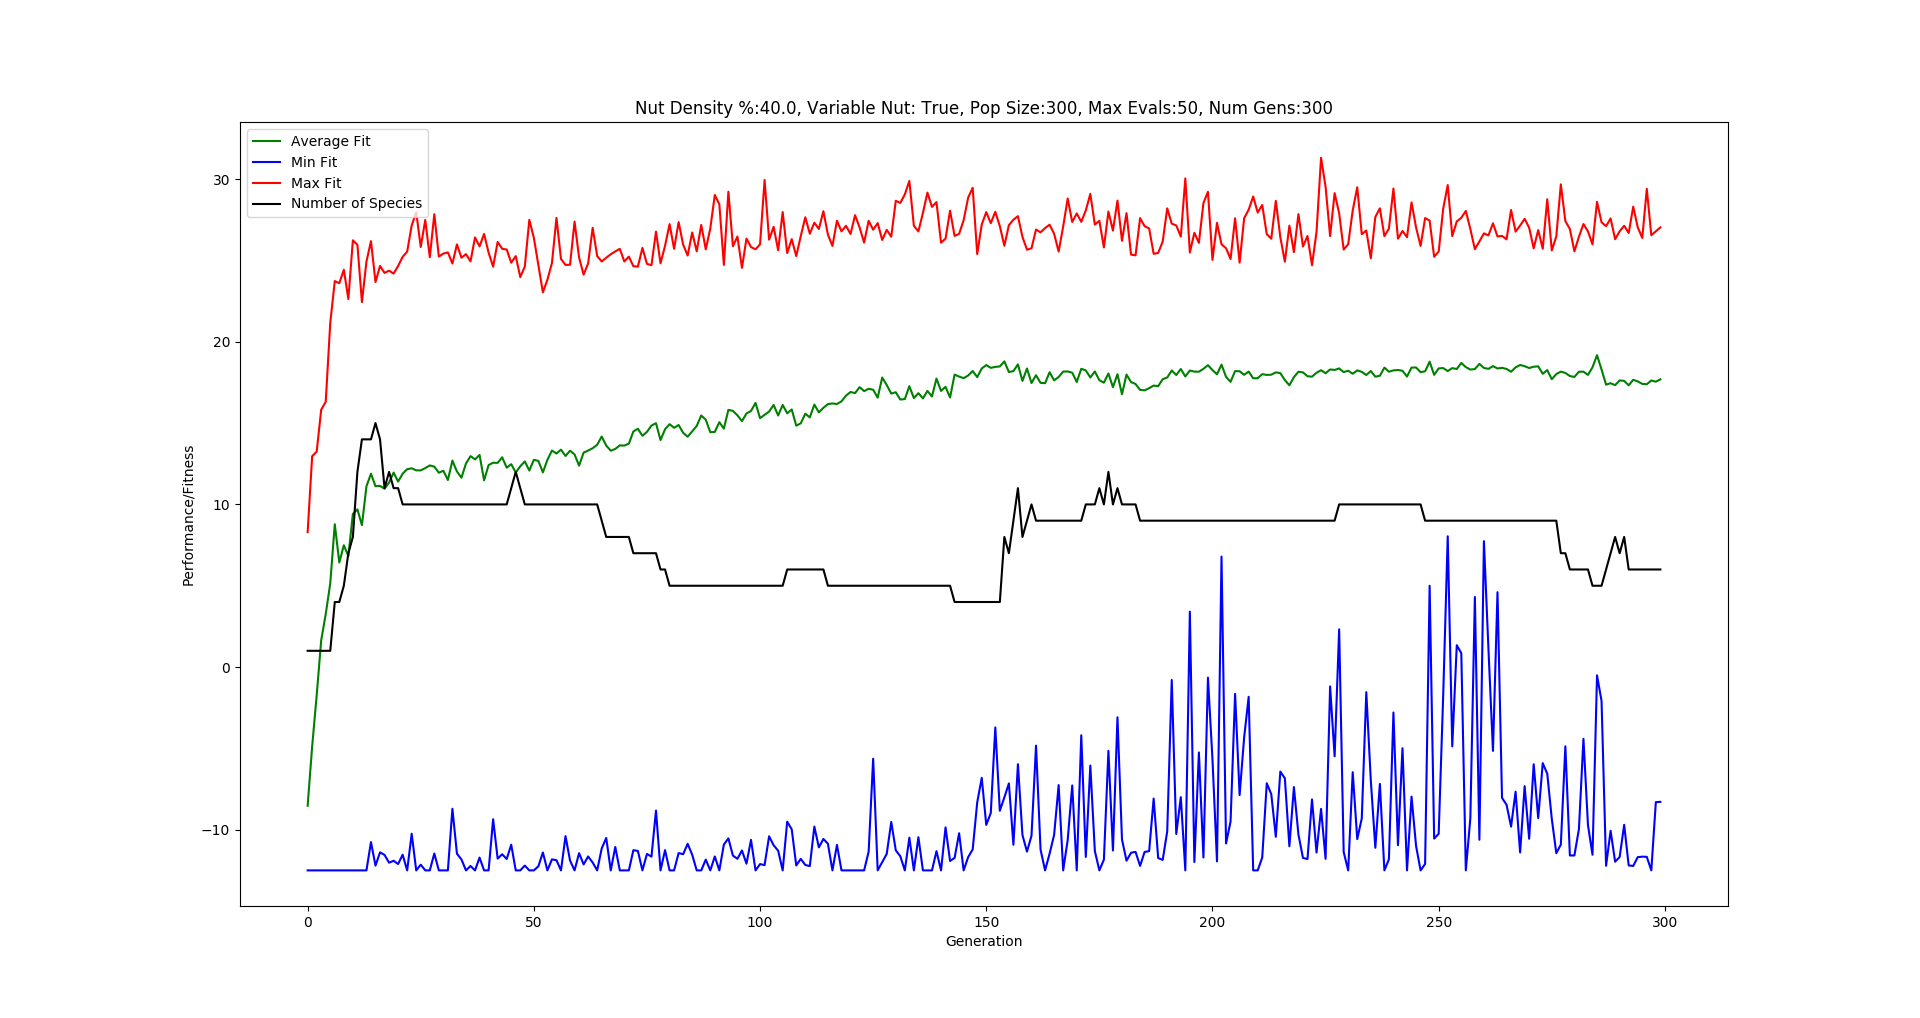 Nut Density %:40.0, Variable Nut: True, Pop Size:300, Max Evals:50, Num Gens:300
Average Fit
Min Fit
Max Fit
Number of Species
30
20
10
0
−10
Performance/Fitness
0 50 100 150 200 250 300
Generation